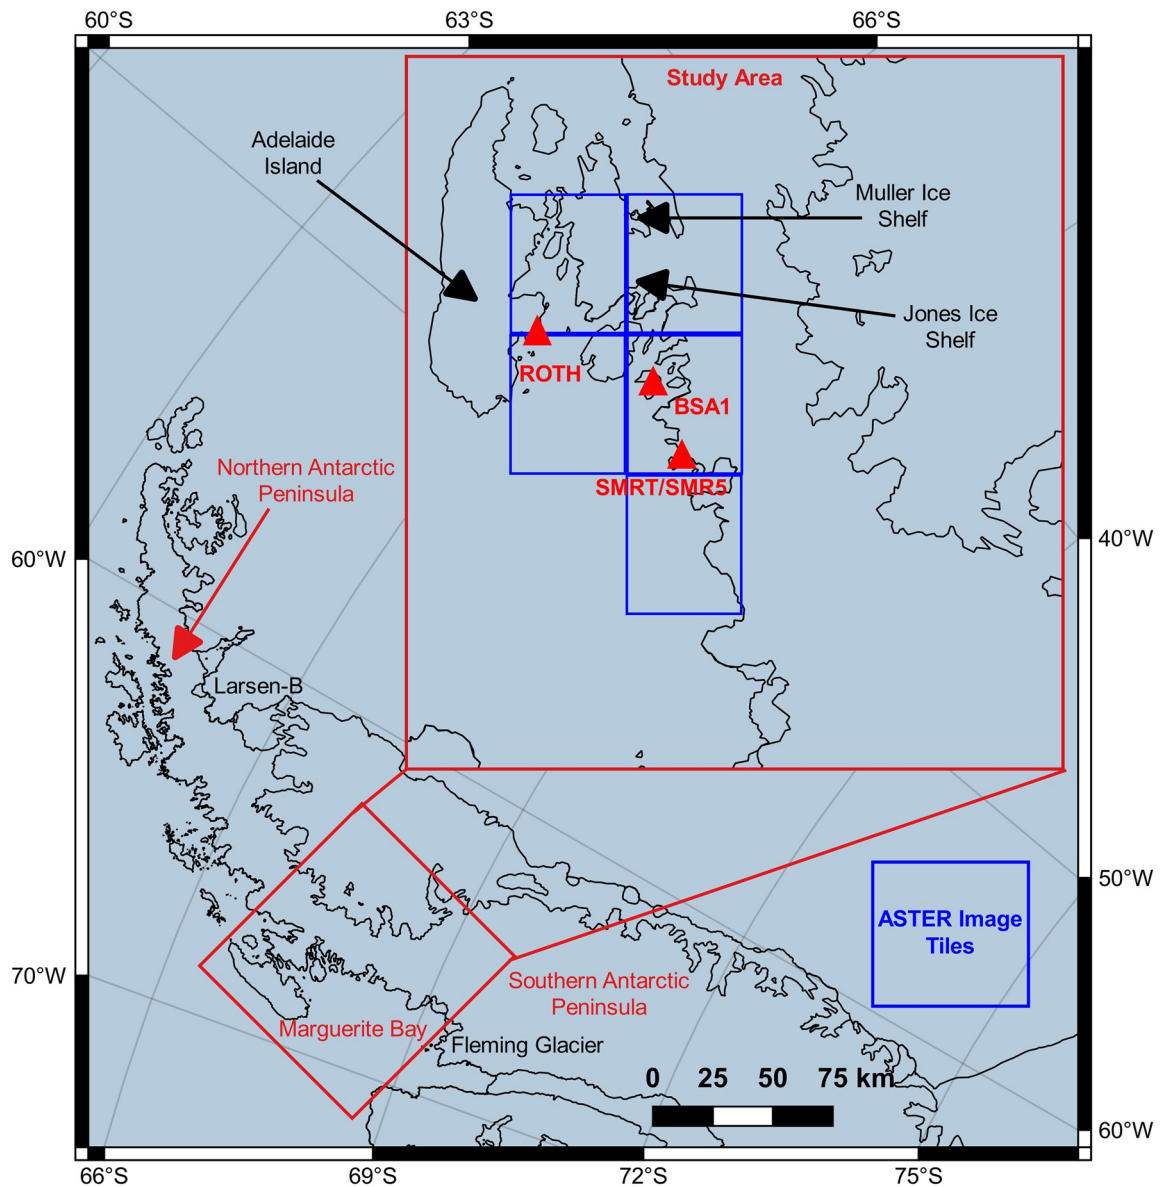 60°S
63°S
66°S
Study Area
Adelaide
Island
Muller Ice
Shelf
Jones Ice
Shelf
ROTH
BSA1
SMRT/SMR5
Northern Antarctic
Peninsula
60°W
40°W
Larsen-B
50°W
ASTER Image
Tiles
70°W
Southern Antarctic
Peninsula
Marguerite Bay
Fleming Glacier
0 25 50 75 km
60°W
66°S
69°S
72°S
75°S